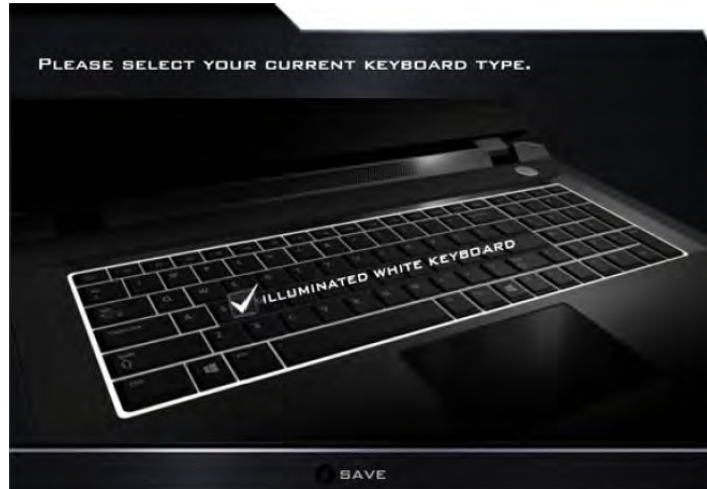 PLEASE SELECT YOUR CURRENT KEYBOARD TYPE.
ILLUMINATED WHITE KEYBOARD
SAVE